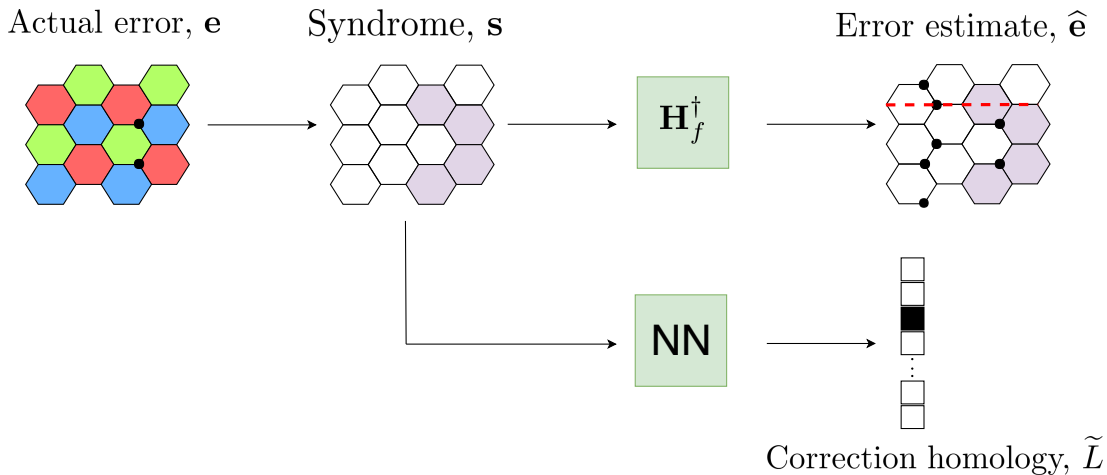 Actual error, e
Syndrome, s
Error estimate, ê
H_f^†
NN
Correction homology, L̃